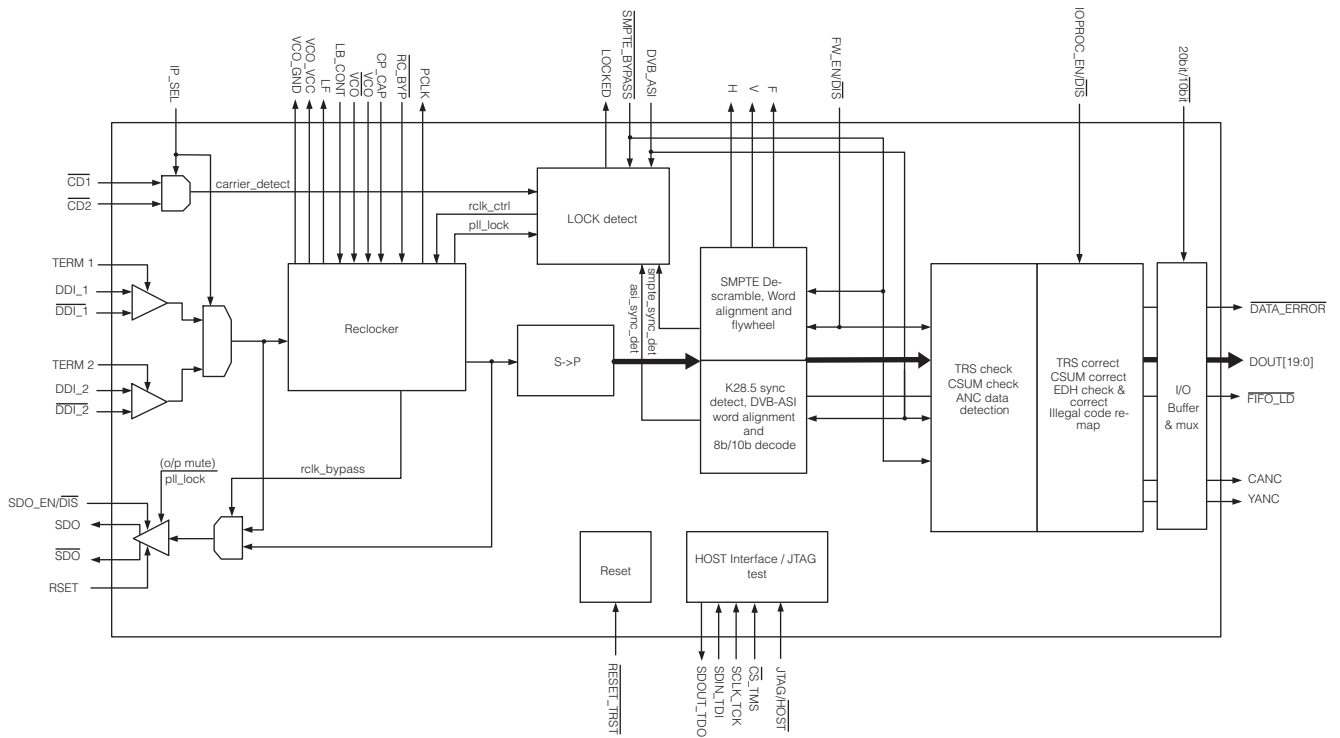 IP_SEL
VCO_GND
VCO_VCC
LF
LB_CONT
VCO
VCO
CP_CAP
RC_BYP
PCLK
LOCKED
SMPTE_BYPASS
DVB_ASI
H
V
F
FW_EN/DIS
IOPROC_EN/DIS
20bit/10bit
CD1
CD2
carrier_detect
rclk_ctrl
pll_lock
LOCK detect
TERM 1
DDI_1
DDI_1
TERM 2
DDI_2
DDI_2
Reclocker
S->P
asi_sync_det
smpte_sync_det
SMPTE De-
scramble, Word
alignment and
flywheel
K28.5 sync
detect, DVB-ASI
word alignment
and
8b/10b decode
TRS check
CSUM check
ANC data
detection
TRS correct
CSUM correct
EDH check &
correct
Illegal code re-
map
I/O
Buffer
& mux
DATA_ERROR
DOUT[19:0]
FIFO_LD
CANC
YANC
rclk_bypass
(o/p mute)
pll_lock
SDO_EN/DIS
SDO
SDO
RSET
Reset
HOST Interface / JTAG
test
RESET_TRST
SDOUT_TDO
SDIN_TDI
SCLK_TCK
CS_TMS
JTAG/HOST